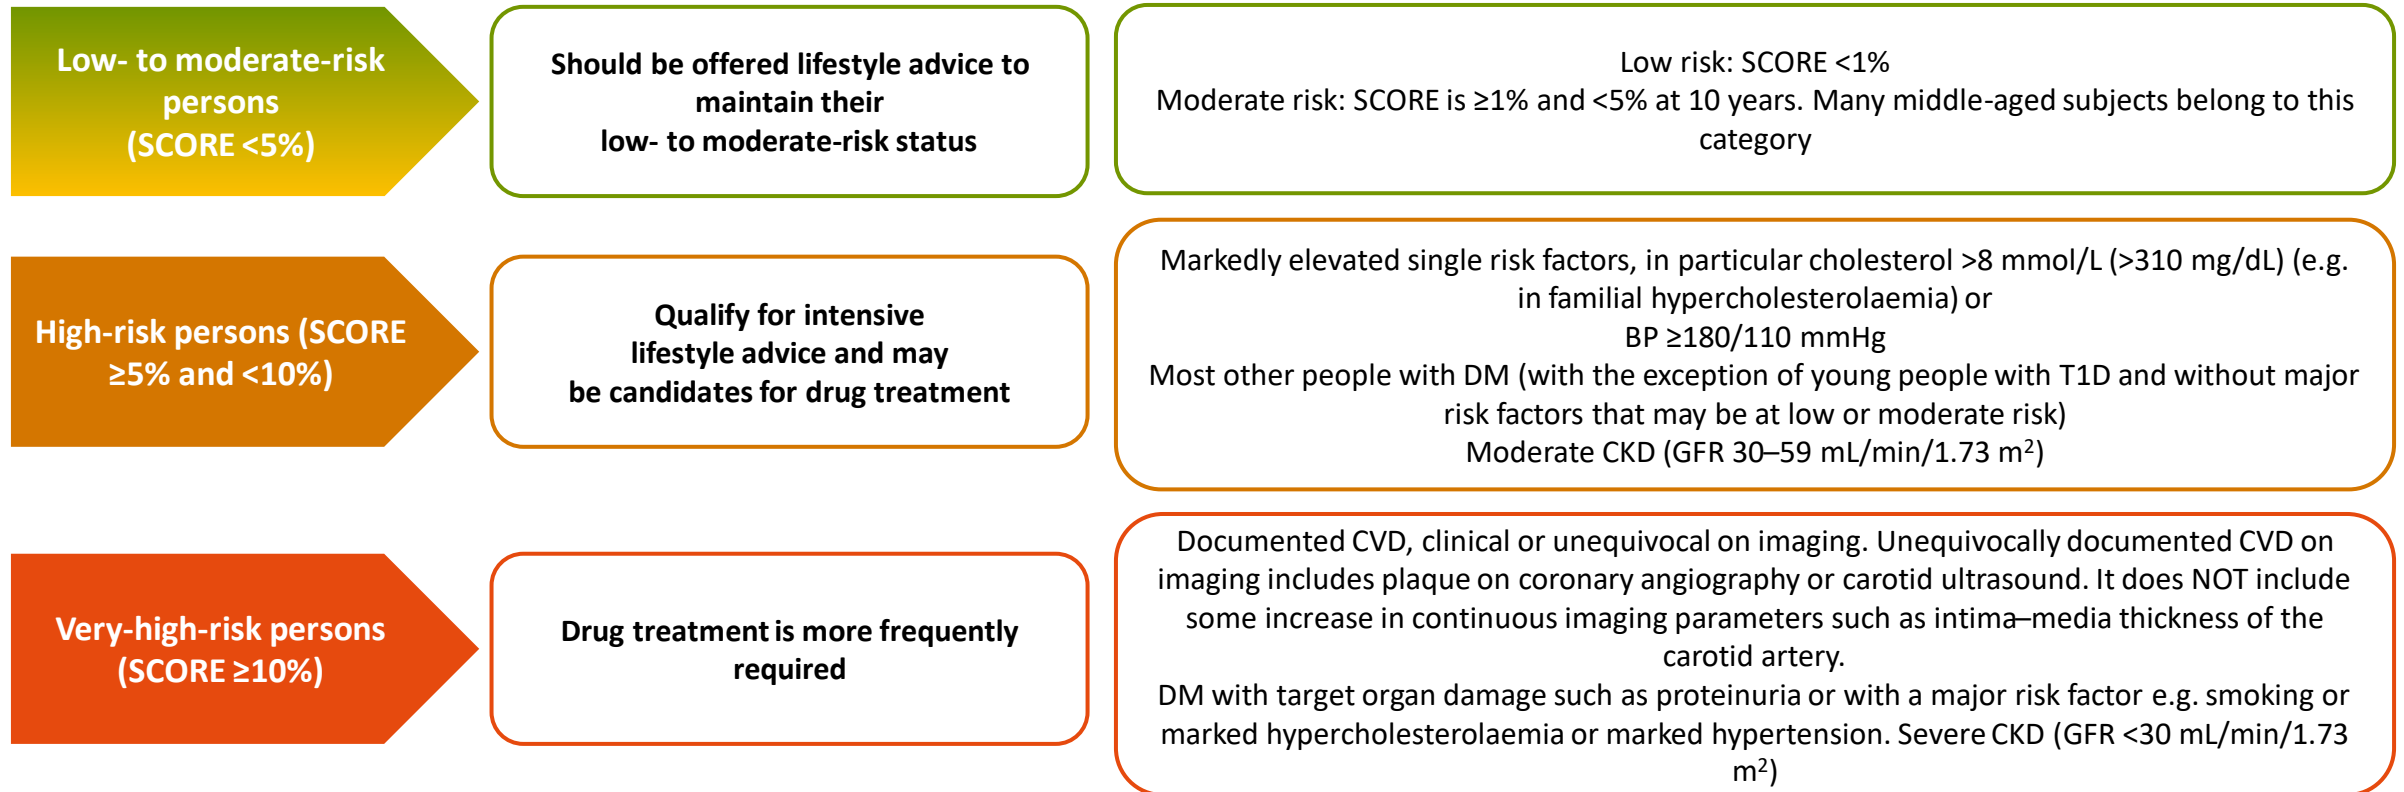 Low- to moderate-risk
persons
(SCORE <5%)
Should be offered lifestyle advice to
maintain their
low- to moderate-risk status
Low risk: SCORE <1%
Moderate risk: SCORE is ≥1% and <5% at 10 years. Many middle-aged subjects belong to this
category
High-risk persons (SCORE
≥5% and <10%)
Qualify for intensive
lifestyle advice and may
be candidates for drug treatment
Markedly elevated single risk factors, in particular cholesterol >8 mmol/L (>310 mg/dL) (e.g.
in familial hypercholesterolaemia) or
BP ≥180/110 mmHg
Most other people with DM (with the exception of young people with T1D and without major
risk factors that may be at low or moderate risk)
Moderate CKD (GFR 30–59 mL/min/1.73 m²)
Very-high-risk persons
(SCORE ≥10%)
Drug treatment is more frequently
required
Documented CVD, clinical or unequivocal on imaging. Unequivocally documented CVD on
imaging includes plaque on coronary angiography or carotid ultrasound. It does NOT include
some increase in continuous imaging parameters such as intima–media thickness of the
carotid artery.
DM with target organ damage such as proteinuria or with a major risk factor e.g. smoking or
marked hypercholesterolaemia or marked hypertension. Severe CKD (GFR <30 mL/min/1.73
m²)